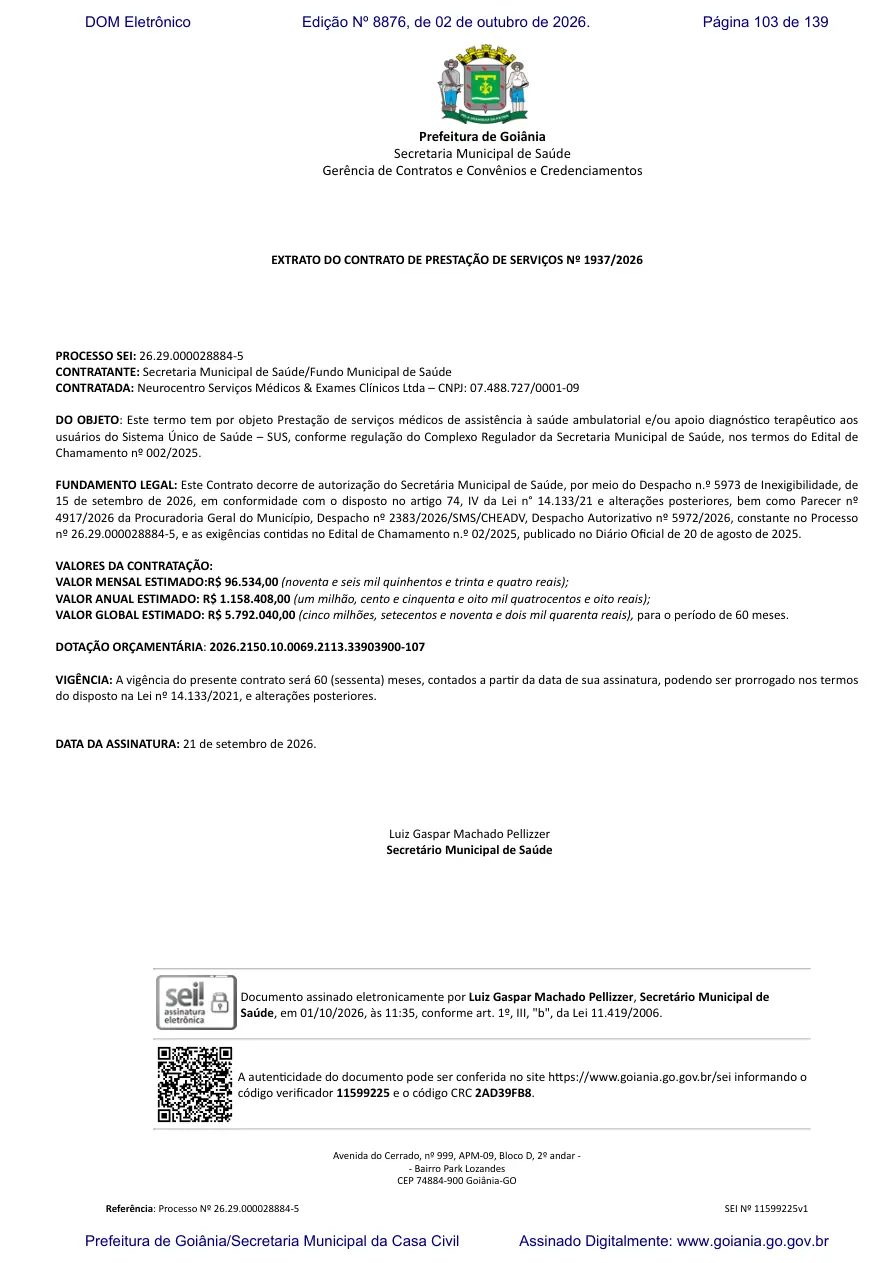 DOM Eletrônico Edição Nº 8876, de 02 de outubro de 2026. Página 103 de 139
Prefeitura de Goiânia
Secretaria Municipal de Saúde
Gerência de Contratos e Convênios e Credenciamentos
EXTRATO DO CONTRATO DE PRESTAÇÃO DE SERVIÇOS Nº 1937/2026
PROCESSO SEI: 26.29.000028884-5
CONTRATANTE: Secretaria Municipal de Saúde/Fundo Municipal de Saúde
CONTRATADA: Neurocentro Serviços Médicos & Exames Clínicos Ltda – CNPJ: 07.488.727/0001-09
DO OBJETO: Este termo tem por objeto Prestação de serviços médicos de assistência à saúde ambulatorial e/ou apoio diagnóstico terapêutico aos
usuários do Sistema Único de Saúde – SUS, conforme regulação do Complexo Regulador da Secretaria Municipal de Saúde, nos termos do Edital de
Chamamento nº 002/2025.
FUNDAMENTO LEGAL: Este Contrato decorre de autorização do Secretária Municipal de Saúde, por meio do Despacho n.º 5973 de Inexigibilidade, de
15 de setembro de 2026, em conformidade com o disposto no artigo 74, IV da Lei n° 14.133/21 e alterações posteriores, bem como Parecer nº
4917/2026 da Procuradoria Geral do Município, Despacho nº 2383/2026/SMS/CHEADV, Despacho Autorizativo nº 5972/2026, constante no Processo
nº 26.29.000028884-5, e as exigências contidas no Edital de Chamamento n.º 02/2025, publicado no Diário Oficial de 20 de agosto de 2025.
VALORES DA CONTRATAÇÃO:
VALOR MENSAL ESTIMADO:R$ 96.534,00 (noventa e seis mil quinhentos e trinta e quatro reais);
VALOR ANUAL ESTIMADO: R$ 1.158.408,00 (um milhão, cento e cinquenta e oito mil quatrocentos e oito reais);
VALOR GLOBAL ESTIMADO: R$ 5.792.040,00 (cinco milhões, setecentos e noventa e dois mil quarenta reais), para o período de 60 meses.
DOTAÇÃO ORÇAMENTÁRIA: 2026.2150.10.0069.2113.33903900-107
VIGÊNCIA: A vigência do presente contrato será 60 (sessenta) meses, contados a partir da data de sua assinatura, podendo ser prorrogado nos termos
do disposto na Lei nº 14.133/2021, e alterações posteriores.
DATA DA ASSINATURA: 21 de setembro de 2026.
Luiz Gaspar Machado Pellizzer
Secretário Municipal de Saúde
sei!
assinatura
eletrônica
Documento assinado eletronicamente por Luiz Gaspar Machado Pellizzer, Secretário Municipal de
Saúde, em 01/10/2026, às 11:35, conforme art. 1º, III, "b", da Lei 11.419/2006.
A autenticidade do documento pode ser conferida no site https://www.goiania.go.gov.br/sei informando o
código verificador 11599225 e o código CRC 2AD39FB8.
Avenida do Cerrado, nº 999, APM-09, Bloco D, 2º andar -
- Bairro Park Lozandes
CEP 74884-900 Goiânia-GO
Referência: Processo Nº 26.29.000028884-5 SEI Nº 11599225v1
Prefeitura de Goiânia/Secretaria Municipal da Casa Civil Assinado Digitalmente: www.goiania.go.gov.br